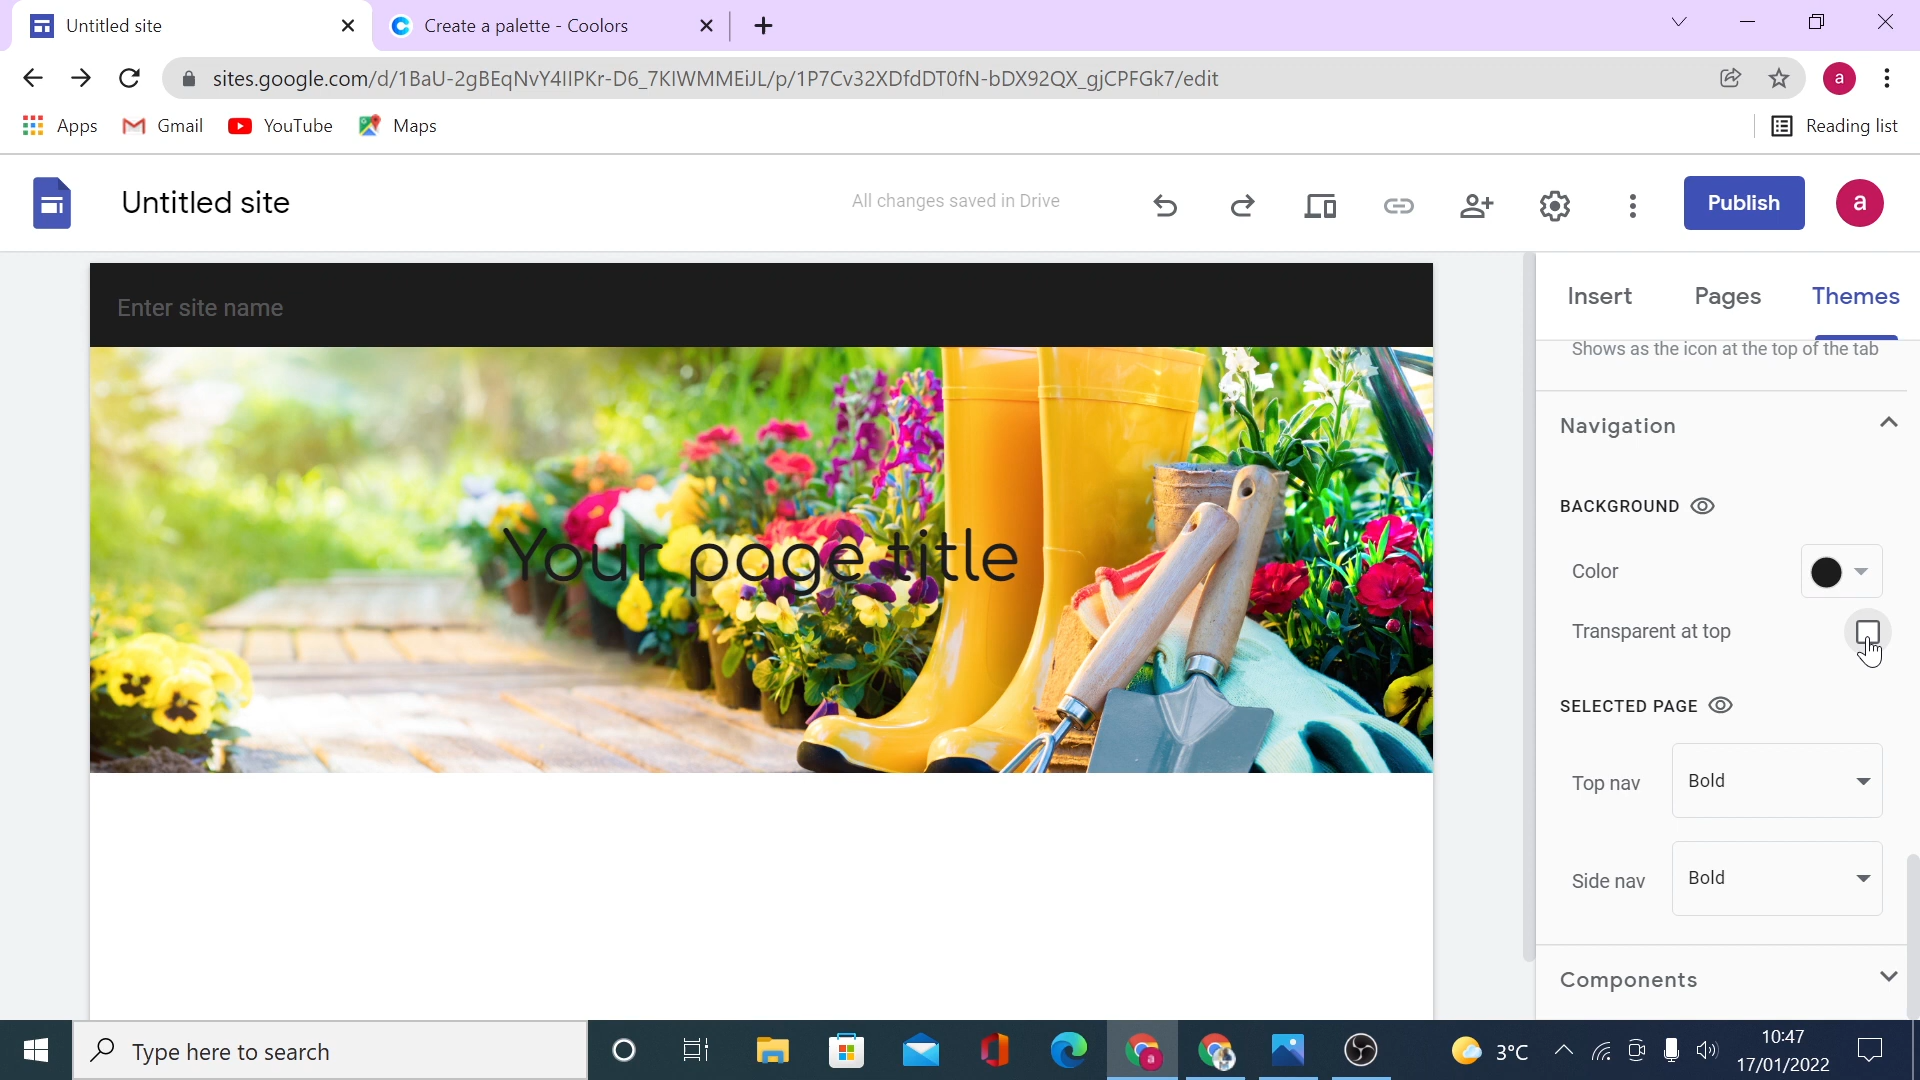 Untitled site
Create a palette - Coolors
sites.google.com/d/1BaU-2gBEqNvY4IIPKr-D6_7KIWMMEiJL/p/1P7Cv32XDfdDT0fN-bDX92QX_gjCPFGk7/edit
a
Apps
Gmail
YouTube
Maps
Reading list
Untitled site
All changes saved in Drive
Publish
a
Enter site name
Your page title
Insert
Pages
Themes
Shows as the icon at the top of the tab
Navigation
BACKGROUND
Color
Transparent at top
SELECTED PAGE
Top nav
Bold
Side nav
Bold
Components
Type here to search
a
3°C
10:47
17/01/2022